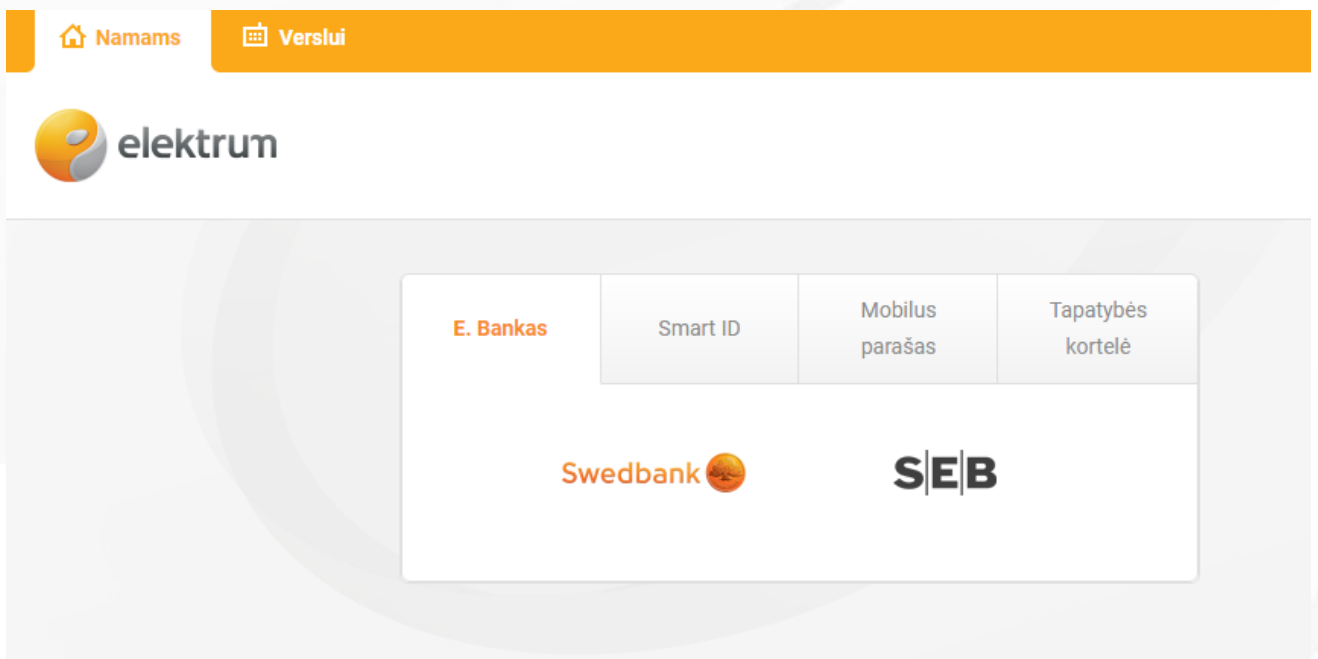 Namams
Verslui
elektrum
E. Bankas
Smart ID
Mobilus
parašas
Tapatybės
kortelė
Swedbank
SEB